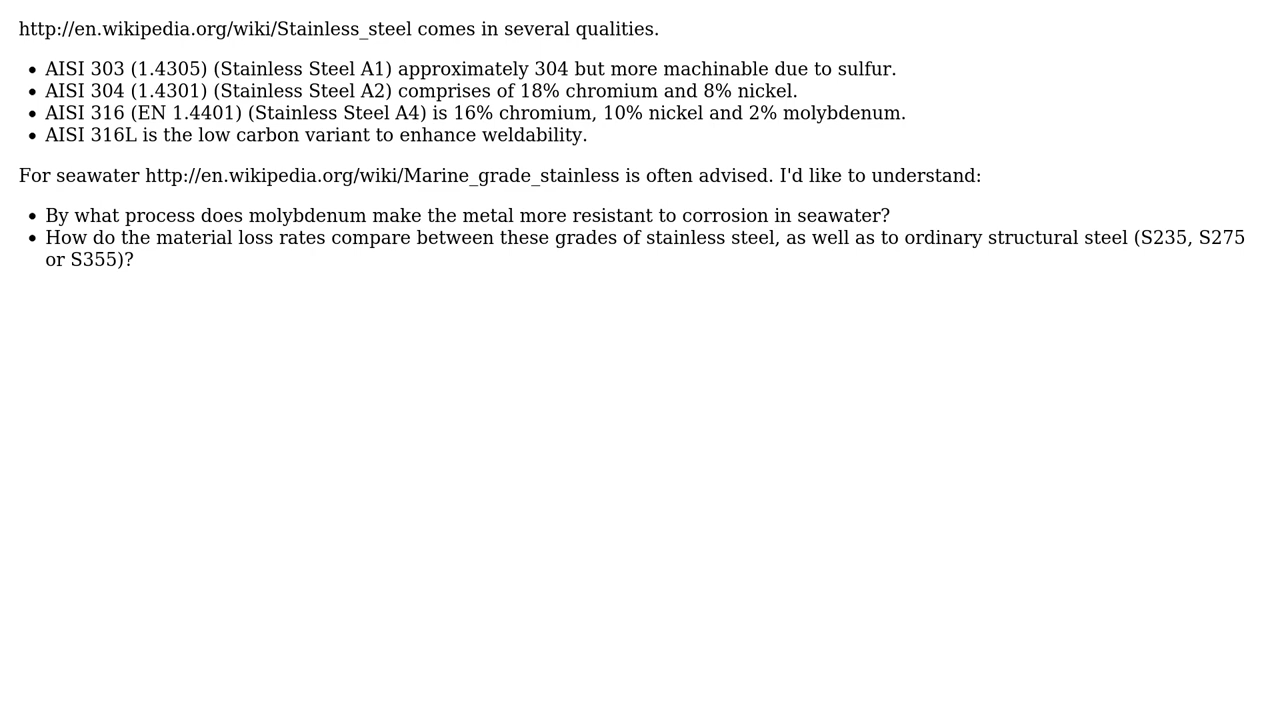 http://en.wikipedia.org/wiki/Stainless_steel comes in several qualities.
• AISI 303 (1.4305) (Stainless Steel A1) approximately 304 but more machinable due to sulfur.
• AISI 304 (1.4301) (Stainless Steel A2) comprises of 18% chromium and 8% nickel.
• AISI 316 (EN 1.4401) (Stainless Steel A4) is 16% chromium, 10% nickel and 2% molybdenum.
• AISI 316L is the low carbon variant to enhance weldability.
For seawater http://en.wikipedia.org/wiki/Marine_grade_stainless is often advised. I'd like to understand:
• By what process does molybdenum make the metal more resistant to corrosion in seawater?
• How do the material loss rates compare between these grades of stainless steel, as well as to ordinary structural steel (S235, S275
or S355)?